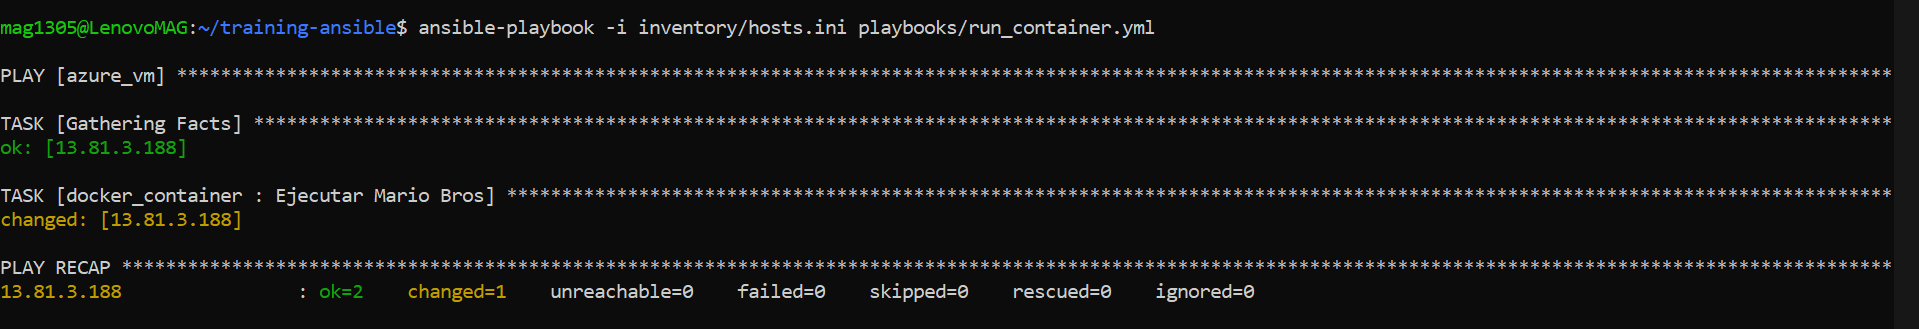 mag1305@LenovoMAG:~/training-ansible$ ansible-playbook -i inventory/hosts.ini playbooks/run_container.yml
PLAY [azure_vm] ************************************************************************************************************************************************************
TASK [Gathering Facts] *****************************************************************************************************************************************************
ok: [13.81.3.188]
TASK [docker_container : Ejecutar Mario Bros] ******************************************************************************************************************************
changed: [13.81.3.188]
PLAY RECAP *****************************************************************************************************************************************************************
13.81.3.188                : ok=2    changed=1    unreachable=0    failed=0    skipped=0    rescued=0    ignored=0